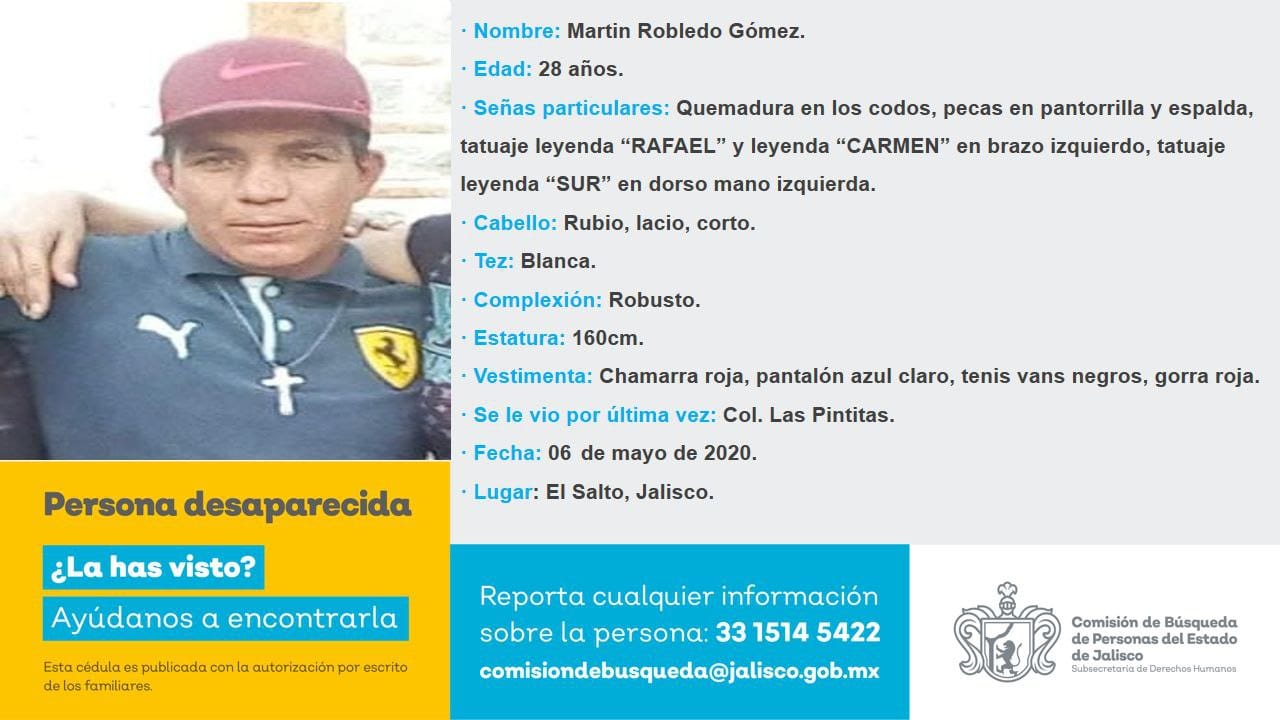 · Nombre: Martin Robledo Gómez.
· Edad: 28 años.
· Señas particulares: Quemadura en los codos, pecas en pantorrilla y espalda,
tatuaje leyenda “RAFAEL” y leyenda “CARMEN” en brazo izquierdo, tatuaje
leyenda “SUR” en dorso mano izquierda.
· Cabello: Rubio, lacio, corto.
· Tez: Blanca.
· Complexión: Robusto.
· Estatura: 160cm.
· Vestimenta: Chamarra roja, pantalón azul claro, tenis vans negros, gorra roja.
· Se le vio por última vez: Col. Las Pintitas.
· Fecha: 06 de mayo de 2020.
· Lugar: El Salto, Jalisco.
Persona desaparecida
¿La has visto?
Ayúdanos a encontrarla
Esta cédula es publicada con la autorización por escrito
de los familiares.
Reporta cualquier información
sobre la persona: 33 1514 5422
comisiondebusqueda@jalisco.gob.mx
Comisión de Búsqueda
de Personas del Estado
de Jalisco
Subsecretaría de Derechos Humanos